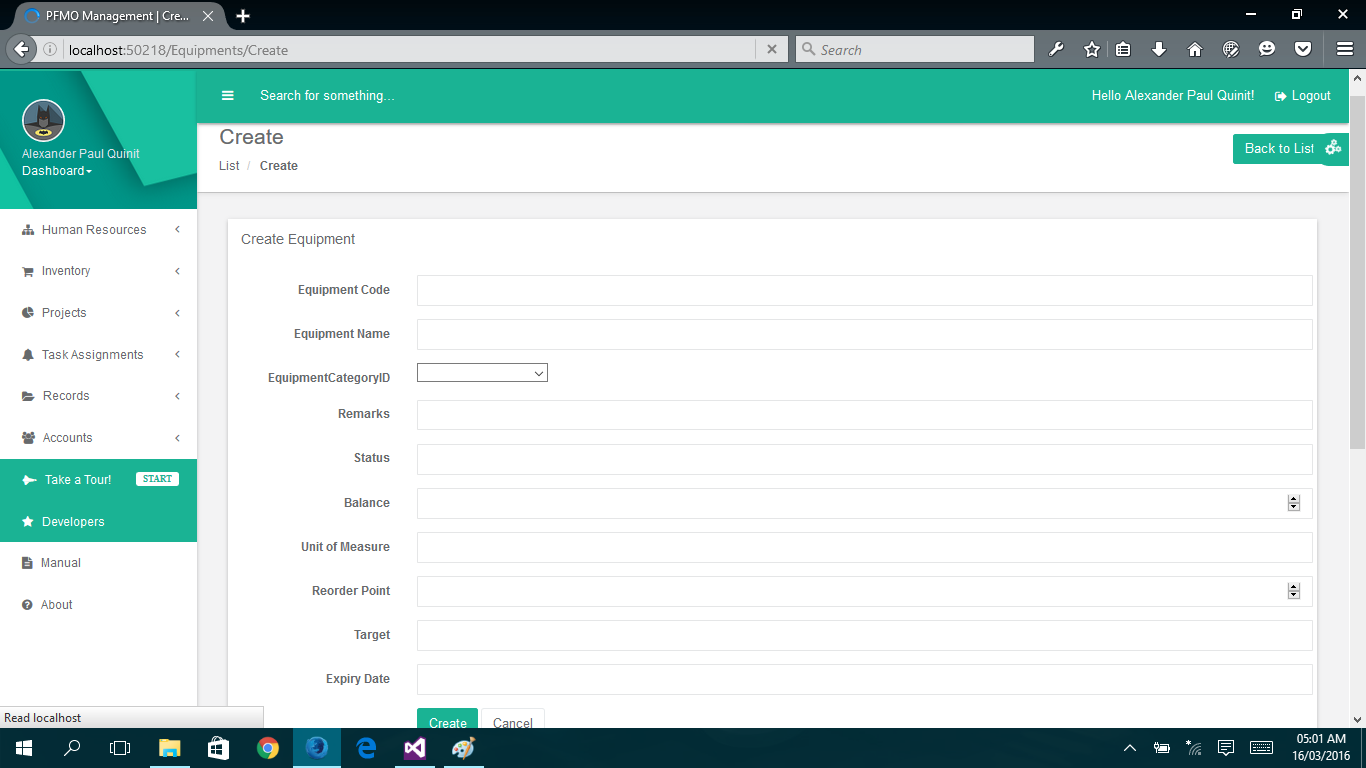 PFMO Management | Cre...
localhost:50218/Equipments/Create
Search
Alexander Paul Quinit
Dashboard
Search for something...
Hello Alexander Paul Quinit!
Logout
Create
List / Create
Back to List
Human Resources
Inventory
Projects
Task Assignments
Records
Accounts
Take a Tour!
START
Developers
Manual
About
Create Equipment
Equipment Code
Equipment Name
EquipmentCategoryID
Remarks
Status
Balance
Unit of Measure
Reorder Point
Target
Expiry Date
Create
Cancel
Read localhost
05:01 AM
16/03/2016